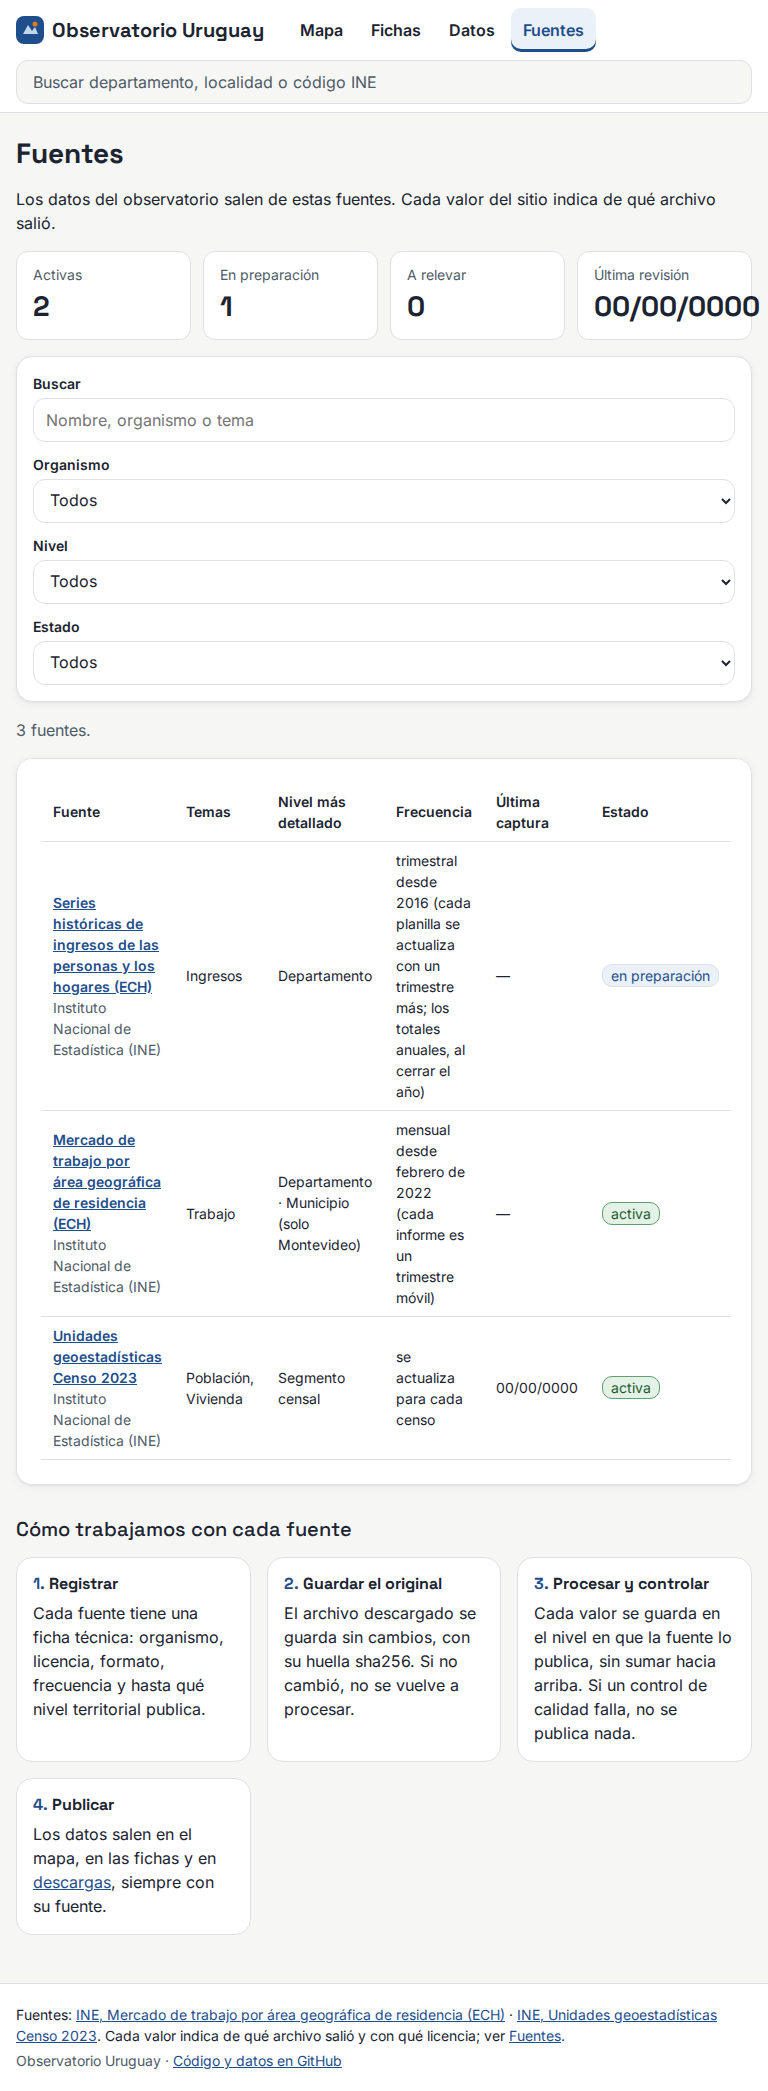 Observatorio Uruguay
Mapa
Fichas
Datos
Fuentes
Buscar departamento, localidad o código INE
Fuentes
Los datos del observatorio salen de estas fuentes. Cada valor del sitio indica de qué archivo
salió.
Activas
2
En preparación
1
A relevar
0
Última revisión
00/00/0000
Buscar
Nombre, organismo o tema
Organismo
Todos
Nivel
Todos
Estado
Todos
3 fuentes.
Fuente
Temas
Nivel más
detallado
Frecuencia
Última
captura
Estado
Series
históricas de
ingresos de las
personas y los
hogares (ECH)
Instituto
Nacional de
Estadística (INE)
Ingresos
Departamento
trimestral
desde
2016 (cada
planilla se
actualiza
con un
trimestre
más; los
totales
anuales, al
cerrar el
año)
—
en preparación
Mercado de
trabajo por
área geográfica
de residencia
(ECH)
Instituto
Nacional de
Estadística (INE)
Trabajo
Departamento
· Municipio
(solo
Montevideo)
mensual
desde
febrero de
2022
(cada
informe es
un
trimestre
móvil)
—
activa
Unidades
geoestadísticas
Censo 2023
Instituto
Nacional de
Estadística (INE)
Población,
Vivienda
Segmento
censal
se
actualiza
para cada
censo
00/00/0000
activa
Cómo trabajamos con cada fuente
1. Registrar
Cada fuente tiene una
ficha técnica: organismo,
licencia, formato,
frecuencia y hasta qué
nivel territorial publica.
2. Guardar el original
El archivo descargado se
guarda sin cambios, con
su huella sha256. Si no
cambió, no se vuelve a
procesar.
3. Procesar y controlar
Cada valor se guarda en
el nivel en que la fuente lo
publica, sin sumar hacia
arriba. Si un control de
calidad falla, no se
publica nada.
4. Publicar
Los datos salen en el
mapa, en las fichas y en
descargas, siempre con
su fuente.
Fuentes: INE, Mercado de trabajo por área geográfica de residencia (ECH) · INE, Unidades geoestadísticas
Censo 2023. Cada valor indica de qué archivo salió y con qué licencia; ver Fuentes.
Observatorio Uruguay · Código y datos en GitHub